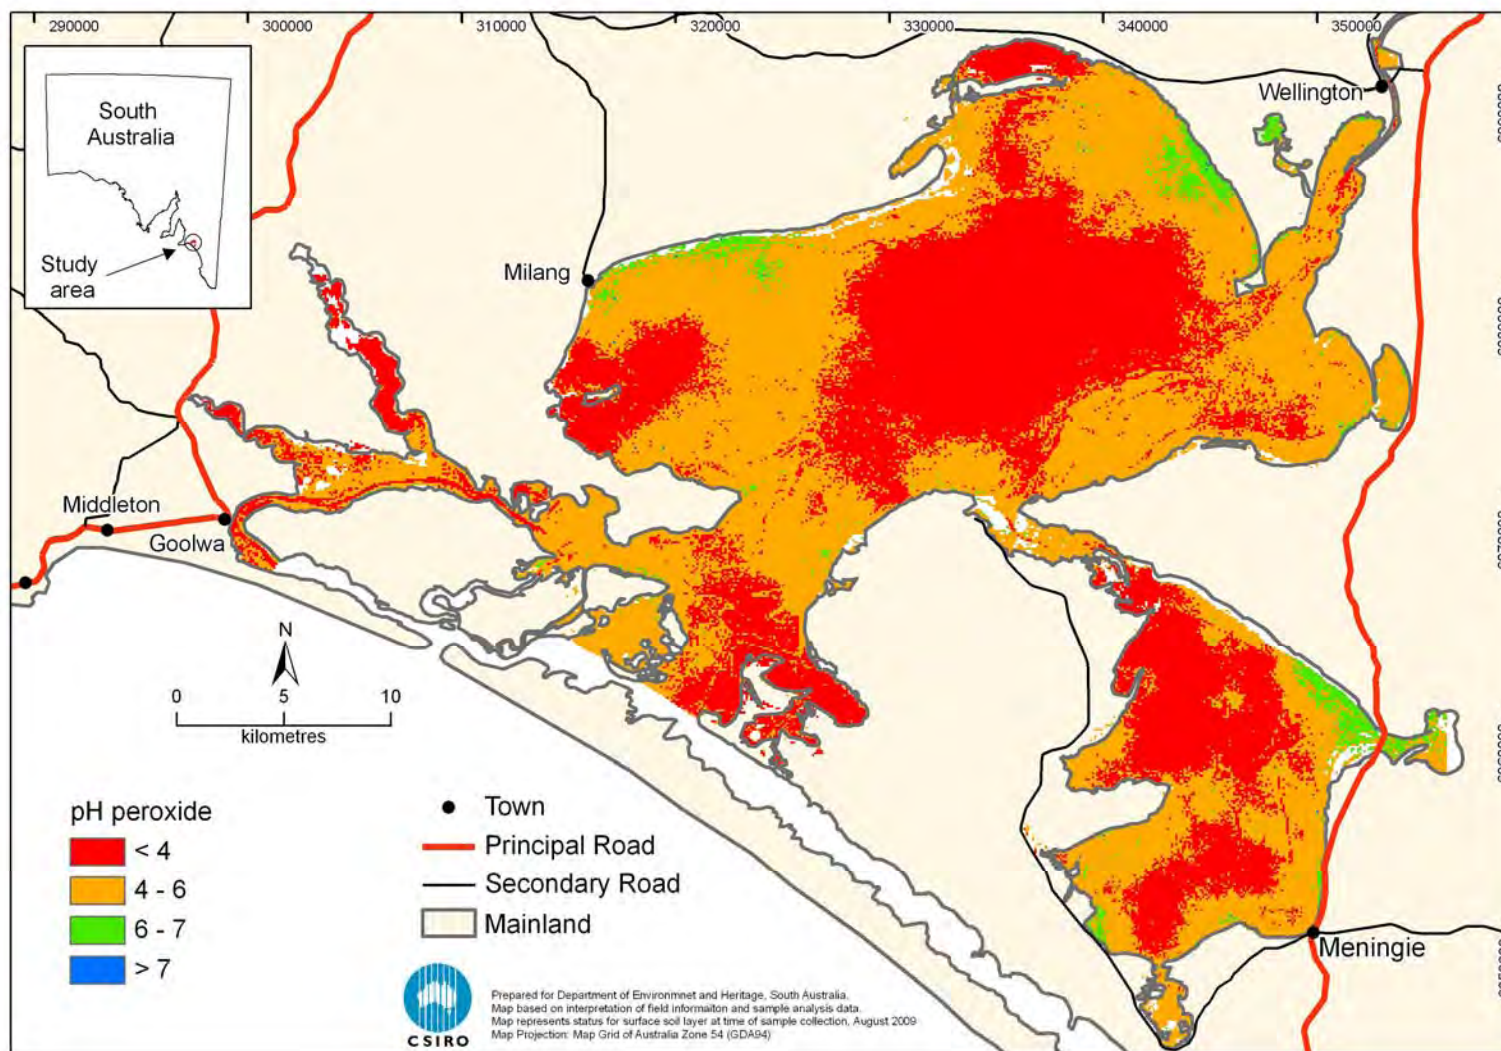 290000 300000 310000 320000 330000 340000 350000
South
Australia
Study
area
Wellington
Milang
Middleton
Goolwa
N
0 5 10
kilometres
Meningie
pH peroxide
< 4
4 - 6
6 - 7
> 7
Town
Principal Road
Secondary Road
Mainland
CSIRO
Prepared for Department of Environmnet and Heritage, South Australia.
Map based on interpretation of field informaiton and sample analysis data.
Map represents status for surface soil layer at time of sample collection, August 2009
Map Projection: Map Grid of Australia Zone 54 (GDA94)